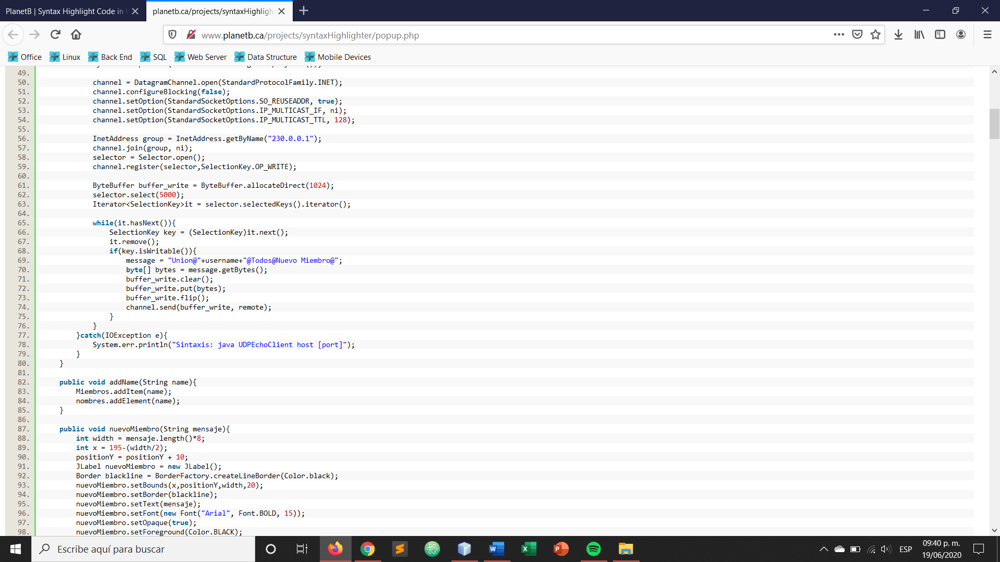 PlanetB | Syntax Highlight Code in
planetb.ca/projects/syntaxHighligh
www.planetb.ca/projects/syntaxHighlighter/popup.php
Office Linux Back End SQL Web Server Data Structure Mobile Devices
49.
50. channel = DatagramChannel.open(StandardProtocolFamily.INET);
51. channel.configureBlocking(false);
52. channel.setOption(StandardSocketOptions.SO_REUSEADDR, true);
53. channel.setOption(StandardSocketOptions.IP_MULTICAST_IF, ni);
54. channel.setOption(StandardSocketOptions.IP_MULTICAST_TTL, 128);
55.
56. InetAddress group = InetAddress.getByName("230.0.0.1");
57. channel.join(group, ni);
58. selector = Selector.open();
59. channel.register(selector,SelectionKey.OP_WRITE);
60.
61. ByteBuffer buffer_write = ByteBuffer.allocateDirect(1024);
62. selector.select(5000);
63. Iterator<SelectionKey>it = selector.selectedKeys().iterator();
64.
65. while(it.hasNext()){
66. SelectionKey key = (SelectionKey)it.next();
67. it.remove();
68. if(key.isWritable()){
69. message = "Union@"+username+"@Todos@Nuevo Miembro@";
70. byte[] bytes = message.getBytes();
71. buffer_write.clear();
72. buffer_write.put(bytes);
73. buffer_write.flip();
74. channel.send(buffer_write, remote);
75. }
76. }
77. }catch(IOException e){
78. System.err.println("Sintaxis: java UDPEchoClient host [port]");
79. }
80. }
81.
82. public void addName(String name){
83. Miembros.addItem(name);
84. nombres.addElement(name);
85. }
86.
87. public void nuevoMiembro(String mensaje){
88. int width = mensaje.length()*8;
89. int x = 195-(width/2);
90. positionY = positionY + 10;
91. JLabel nuevoMiembro = new JLabel();
92. Border blackline = BorderFactory.createLineBorder(Color.black);
93. nuevoMiembro.setBounds(x,positionY,width,20);
94. nuevoMiembro.setBorder(blackline);
95. nuevoMiembro.setText(mensaje);
96. nuevoMiembro.setFont(new Font("Arial", Font.BOLD, 15));
97. nuevoMiembro.setOpaque(true);
98. nuevoMiembro.setForeground(Color.BLACK);
Escribe aquí para buscar
ESP
09:40 p. m.
19/06/2020